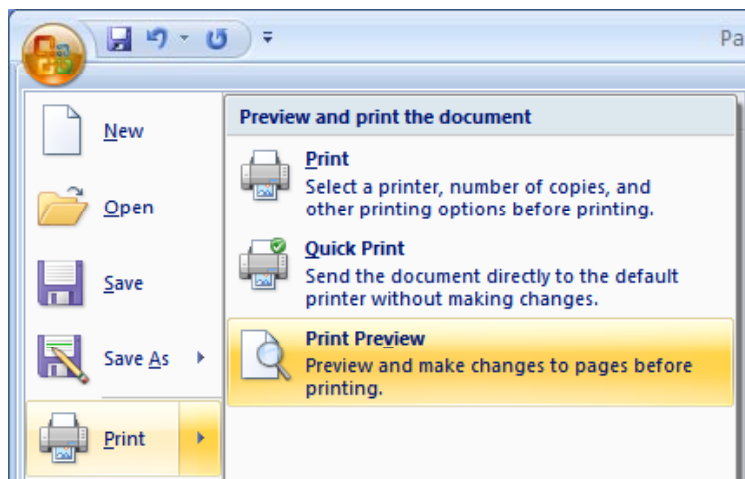 Pa
New
Open
Save
Save As
Print
Preview and print the document
Print
Select a printer, number of copies, and
other printing options before printing.
Quick Print
Send the document directly to the default
printer without making changes.
Print Preview
Preview and make changes to pages before
printing.